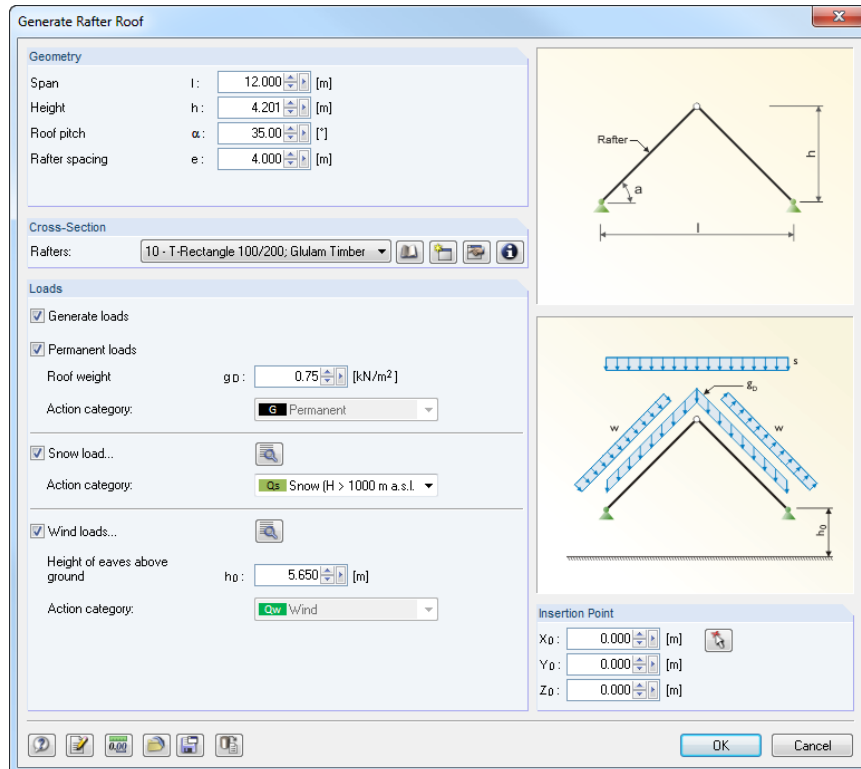 Generate Rafter Roof
Geometry
Span l: 12.000 [m]
Height h: 4.201 [m]
Roof pitch α: 35.00 [°]
Rafter spacing e: 4.000 [m]
Rafter
a
h
l
Cross-Section
Rafters: 10 - T-Rectangle 100/200; Glulam Timber
Loads
Generate loads
Permanent loads
Roof weight gD: 0.75 [kN/m²]
Action category: G Permanent
Snow load...
Action category: Qs Snow (H > 1000 m a.s.l.
Wind loads...
Height of eaves above
ground h0: 5.650 [m]
Action category: Qw Wind
s
gD
w
w
h0
Insertion Point
X0: 0.000 [m]
Y0: 0.000 [m]
Z0: 0.000 [m]
0.00
OK Cancel